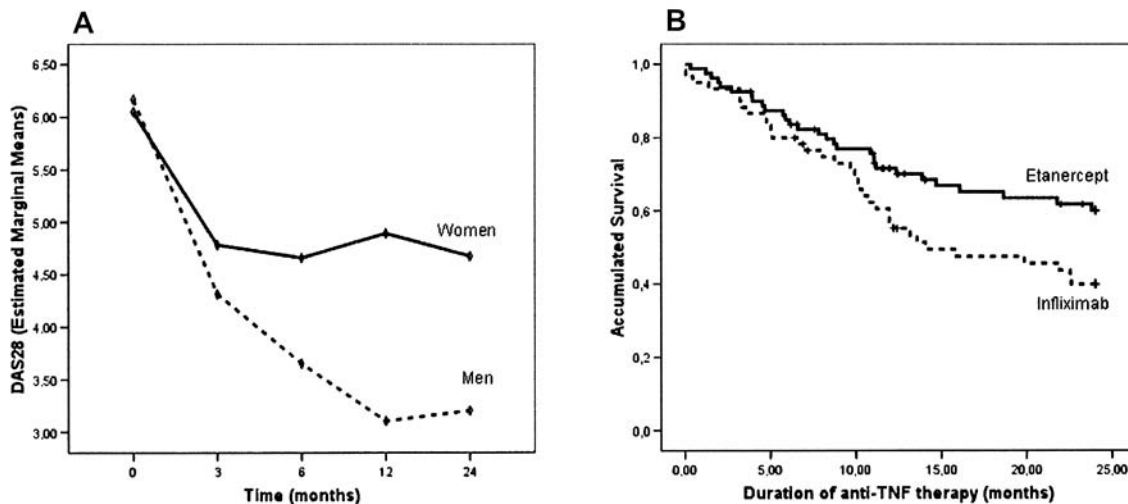 A
DAS28 (Estimated Marginal Means)
6,50
6,00
5,50
5,00
4,50
4,00
3,50
3,00
Women
Men
0 3 6 12 24
Time (months)
B
Accumulated Survival
1,0
0,8
0,6
0,4
0,2
0,0
Etanercept
Infliximab
0,00 5,00 10,00 15,00 20,00 25,00
Duration of anti-TNF therapy (months)